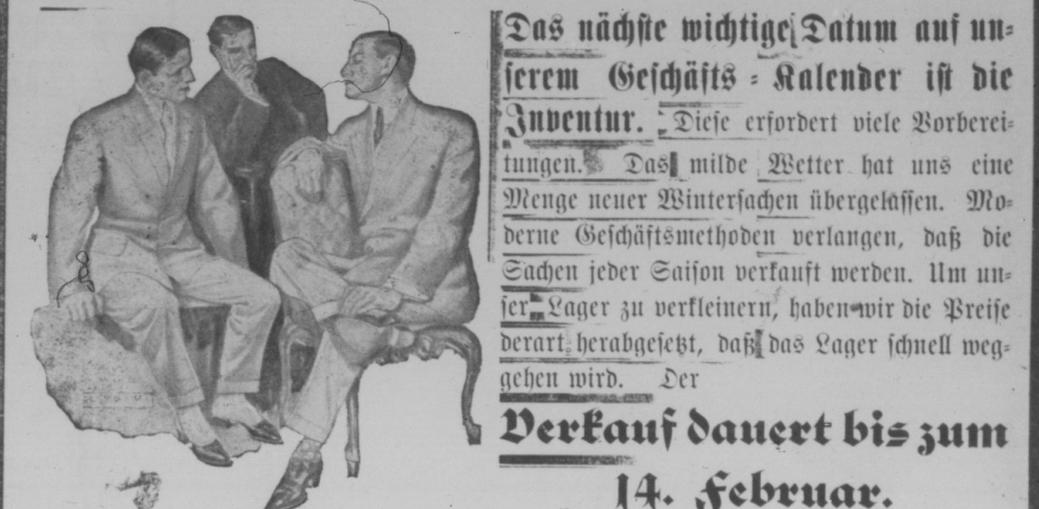 Das nächste wichtige Datum auf un-
serem Geschäfts-Kalender ist die
Inventur. Diese erfordert viele Vorberei-
tungen. Das milde Wetter hat uns eine
Menge neuer Wintersachen übergelassen. Mo-
derne Geschäftsmethoden verlangen, daß die
Sachen jeder Saison verkauft werden. Um un-
ser Lager zu verkleinern, haben wir die Preise
derart herabgesetzt, daß das Lager schnell weg-
gehen wird. Der
Verkauf dauert bis zum
14. Februar.